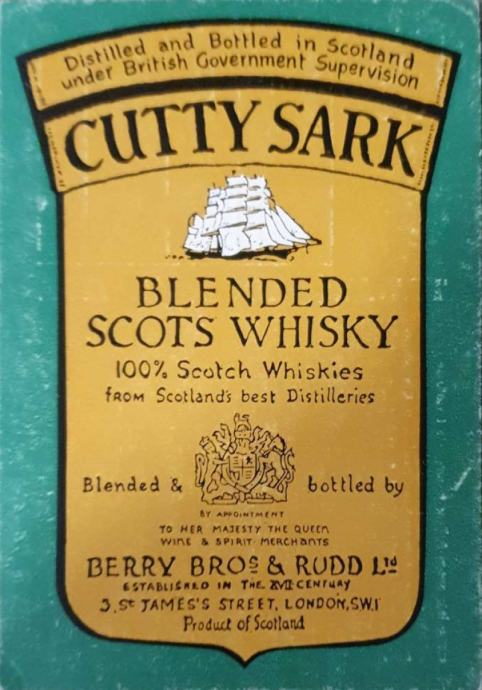 Distilled and Bottled in Scotland
under British Government Supervision
CUTTY SARK
BLENDED
SCOTS WHISKY
100% Scotch Whiskies
FROM Scotland's best Distilleries
Blended & bottled by
BY APPOINTMENT
TO HER MAJESTY THE QUEEN
WINE & SPIRIT MERCHANTS
BERRY BROS & RUDD Ltd
ESTABLISHED IN THE XVII CENTURY
3, St JAMES'S STREET, LONDON, S.W.1
Product of Scotland